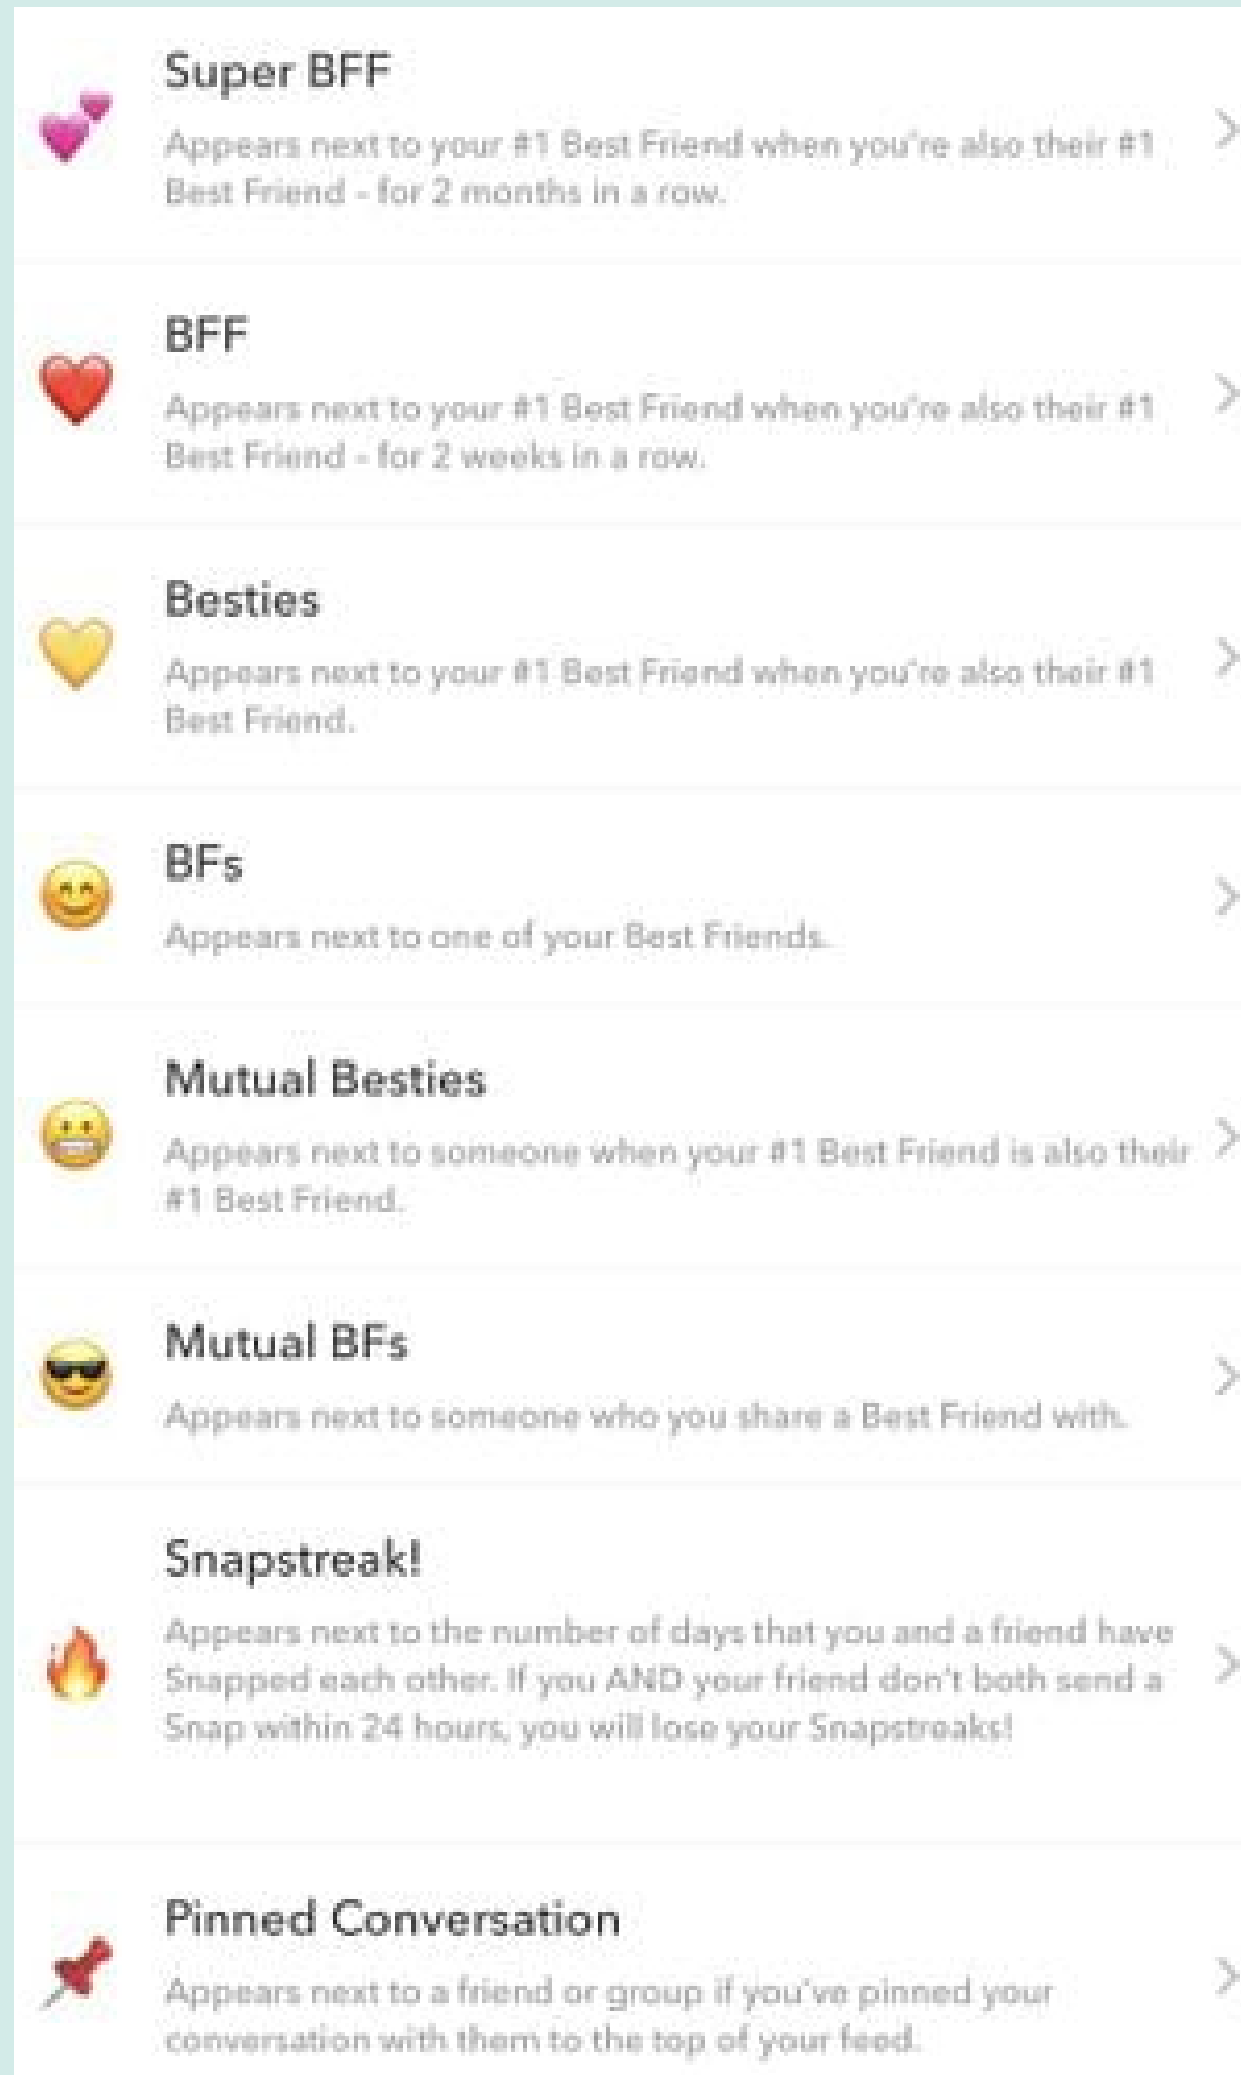 Super BFF
Appears next to your #1 Best Friend when you're also their #1
Best Friend - for 2 months in a row.
BFF
Appears next to your #1 Best Friend when you're also their #1
Best Friend - for 2 weeks in a row.
Besties
Appears next to your #1 Best Friend when you're also their #1
Best Friend.
BFs
Appears next to one of your Best Friends.
Mutual Besties
Appears next to someone when your #1 Best Friend is also their
#1 Best Friend.
Mutual BFs
Appears next to someone who you share a Best Friend with.
Snapstreak!
Appears next to the number of days that you and a friend have
Snapped each other. If you AND your friend don't both send a
Snap within 24 hours, you will lose your Snapstreaks!
Pinned Conversation
Appears next to a friend or group if you've pinned your
conversation with them to the top of your feed.